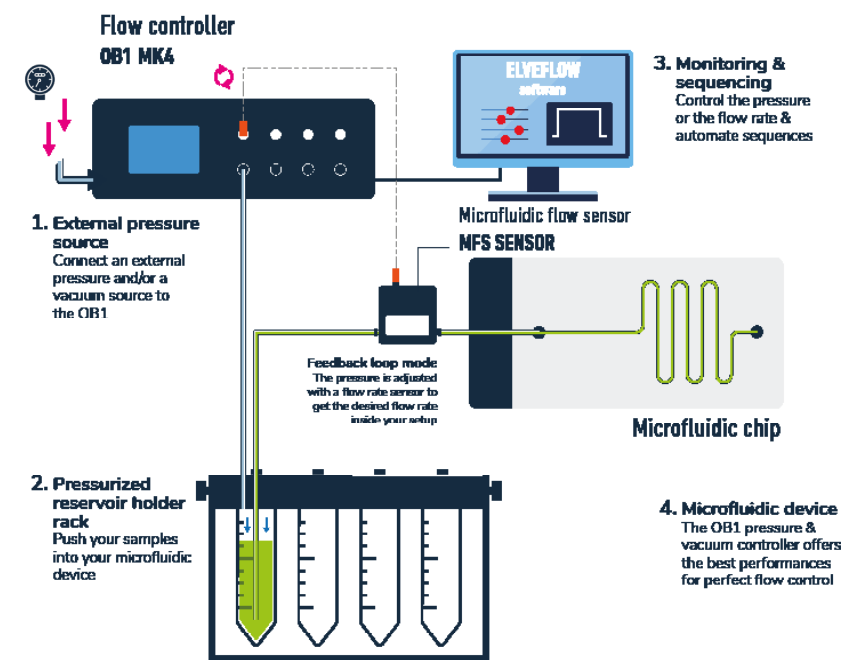 Flow controller
OB1 MK4
ELVEFLOW
software
3. Monitoring &
sequencing
Control the pressure
or the flow rate &
automate sequences
1. External pressure
source
Connect an external
pressure and/or a
vacuum source to
the OB1
Microfluidic flow sensor
MFS SENSOR
Feedback loop mode
The pressure is adjusted
with a flow rate sensor to
get the desired flow rate
inside your setup
Microfluidic chip
2. Pressurized
reservoir holder
rack
Push your samples
into your microfluidic
device
4. Microfluidic device
The OB1 pressure &
vacuum controller offers
the best performances
for perfect flow control